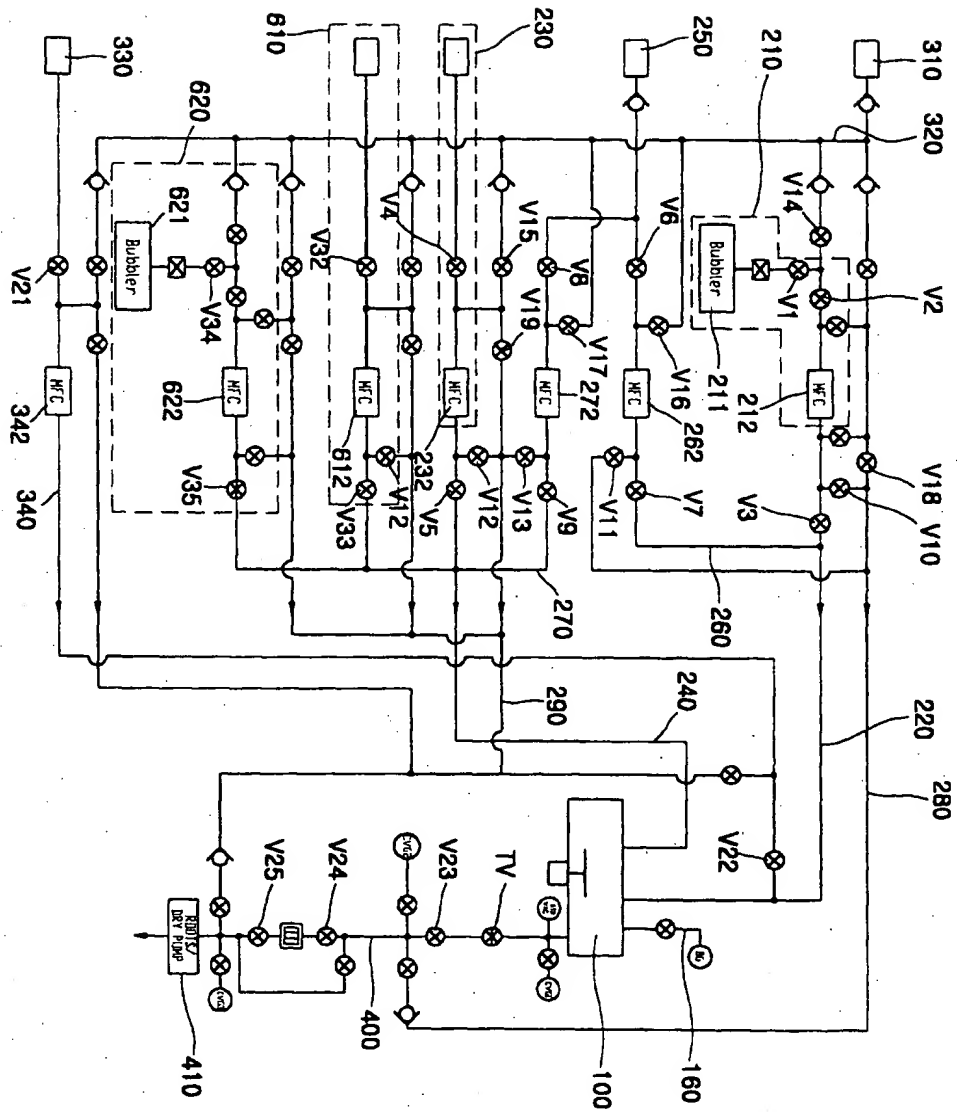 330
610
230
250
210
310
320
620
621
Bubbler
V21
V34
V32
V4
V15
V8
V6
V14
Bubbler
V1
V2
V19
V17
V16
211
212
342
622
MFC
MFC
MFC
MFC
MFC
MFC
612
232
272
262
340
V35
V33
V12
V5
V12
V13
V9
V11
V7
V3
V18
V10
270
260
290
240
220
280
V25
V24
V23
TV
V22
ROOTS/
DRY PUMP
410
400
100
160